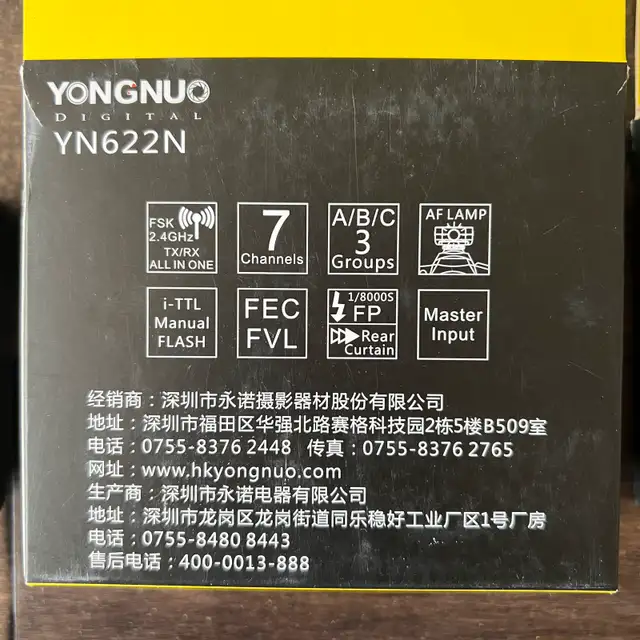 YONGNUO
DIGITAL
YN622N
FSK
2.4GHz
TX/RX
ALL IN ONE
7
Channels
A/B/C
3
Groups
AF LAMP
i-TTL
Manual
FLASH
FEC
FVL
1/8000S
FP
Rear
Curtain
Master
Input
经销商：深圳市永诺摄影器材股份有限公司
地址：深圳市福田区华强北路赛格科技园2栋5楼B509室
电话：0755-8376 2448 传真：0755-8376 2765
网址：www.hkyongnuo.com
生产商：深圳市永诺电器有限公司
地址：深圳市龙岗区龙岗街道同乐稳好工业厂区1号厂房
电话：0755-8480 8443
售后电话：400-0013-888